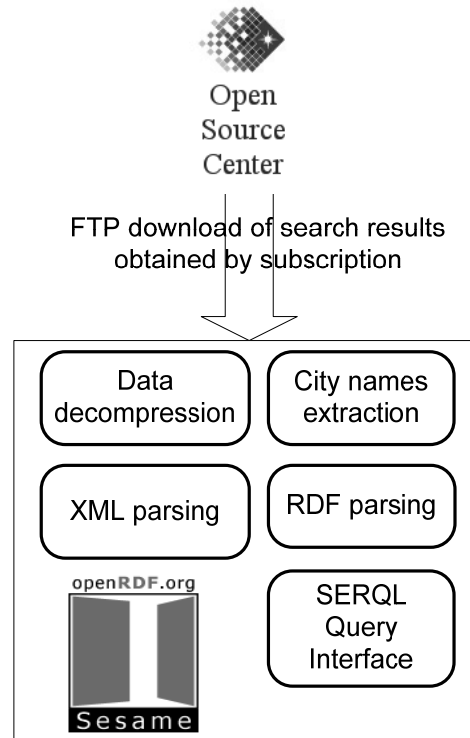 Open
Source
Center
FTP download of search results
obtained by subscription
Data
decompression
City names
extraction
XML parsing
RDF parsing
openRDF.org
Sesame
SERQL
Query
Interface